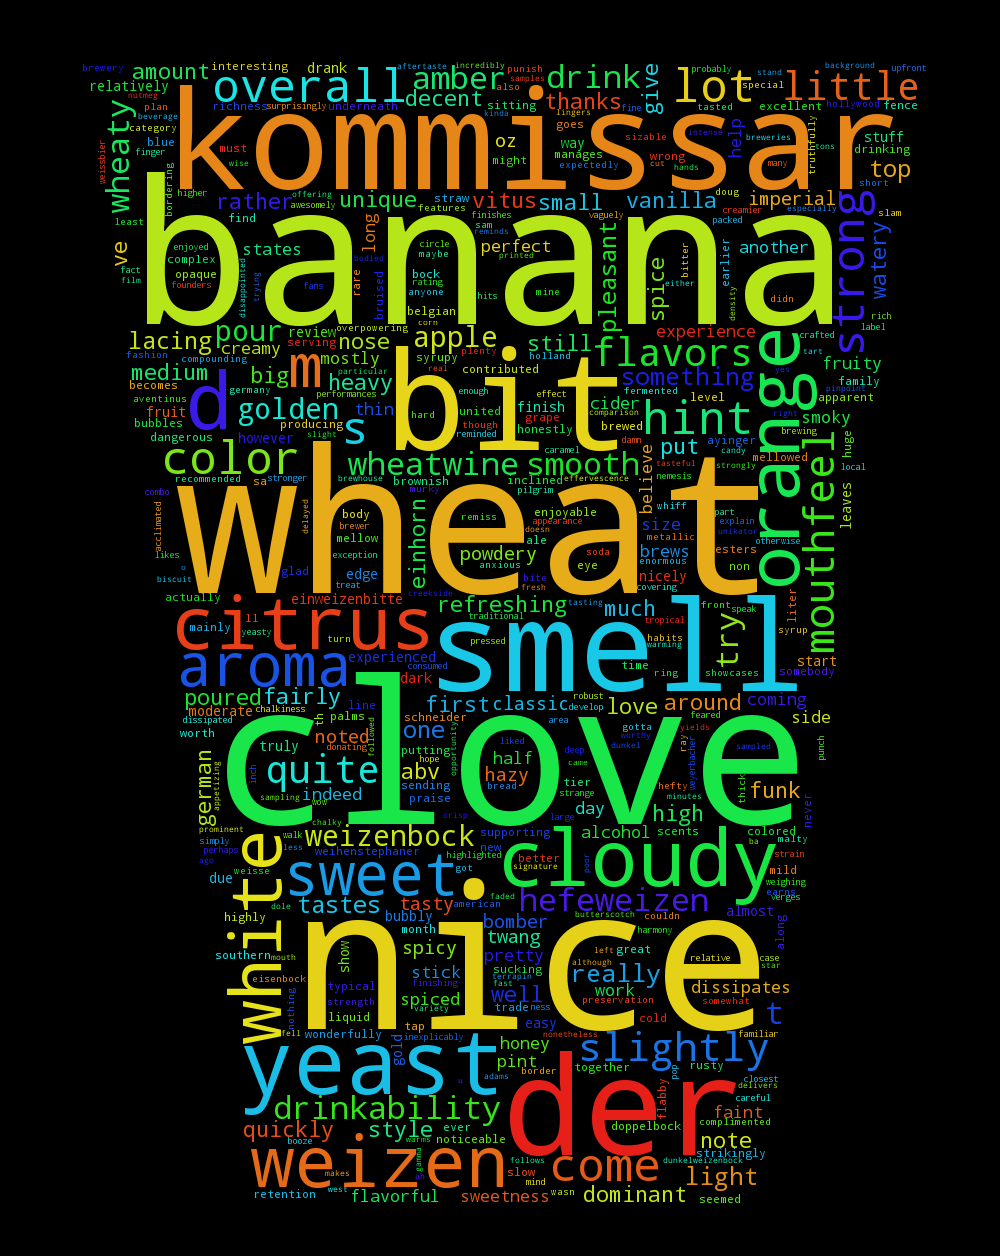 brewery
interesting
drank
aftertaste
incredibly
punish
probably
background
upfront
amount
overall
amber
drink
give
lot
little
relatively
nutmeg
plan
beverage
category
richness
surprisingly
underneath
decent
also
sitting
samples
kinda
thanks
lingers
fine
tasted
special
stand
excellent
hollywood
fence
kommissar
weissbier
wheaty
blue
finger
must
wise
oz
might
goes
way
manages
expectedly
sizable
wrong
cut
hands
intense
help
breweries
many
tons
truthfully
stuff
drinking
top
least
bordering
higher
rather
offering
awesomely
unique
straw
features
vitus
finishes
sam
small
vaguely
vanilla
packed
doug
creamier
imperial
especially
short
slam
banana
ve
fact
film
find
states
enjoyed
complex
opaque
founders
disappointed
trying
circle
maybe
fans
long
bodied
rare
bruised
bock
rating
anyone
belgian
perfect
reminds
printed
hits
mine
corn
pleasant
spice
bitter
either
earlier
another
density
didn
strong
watery
rich
label
lacing
pour
creamy
review
overpowering
serving
nose
apple
still
flavors
experience
crafted
tart
fruity
fashion
compounding
medium
becomes
aventinus
fruit
bubbles
dangerous
however
big
germany
m
mostly
particular
performances
heavy
syrupy
plenty
real
contributed
holland
enough
effect
bit
fermented
something
level
yes
pinpoint
family
apparent
d
golden
producing
slight
s
thin
hard
united
though
reminded
finish
grape
honestly
caramel
comparison
cider
brewed
damn
hint
put
candy
tasteful
strongly
nemesis
ayinger
right
brewing
mellowed
orange
smoky
huge
local
color
recommended
sa
stronger
brewhouse
wheatwine
brownish
murky
smooth
inclined
pilgrim
effervescence
believe
whiff
part
explain
unikator
otherwise
mouthfeel
leaves
combo
acclimated
likes
o
biscuit
actually
wheat
delayed
body
brewer
mellow
exception
edge
treat
glad
einhorn
remiss
appearance
doesn
enjoyable
ale
powdery
anxious
soda
eye
bite
fresh
creekside
size
metallic
brews
enormous
nicely
covering
esters
non
citrus
einweizenbitte
ll
yeasty
mainly
turn
refreshing
traditional
pressed
tasting
much
tropical
habits
warming
front
speak
try
liter
syrup
start
aroma
experienced
consumed
dark
smell
time
ring
showcases
somebody
poured
fairly
line
moderate
chalkiness
dissipated
worth
th
palms
noted
donating
followed
schneider
first
classic
one
area
develop
robust
love
gotta
around
feared
yields
coming
side
clove
truly
quite
inch
sampling
wow
chalky
putting
hope
abv
sending
praise
opportunity
liked
half
hazy
bread
deep
came
dunkel
worthy
tier
strange
day
large
ray
weyerbacher
hefty
minutes
sampled
thick
funk
punch
never
german
appetizing
prominent
simply
perhaps
ago
indeed
walk
less
weizenbock
weihenstephaner
crisp
supporting
new
highlighted
alcohol
high
scents
colored
ba
malty
strain
better
mild
weighing
verges
earns
due
weisse
white
sweet
got
signature
poor
cloudy
highly
dole
tastes
tasty
american
faded
hefeweizen
butterscotch
couldn
almost
along
southern
mouth
eisenbock
nothing
fell
show
bubbly
month
spicy
bomber
twang
harmony
left
great
relative
case
star
nice
typical
strength
liquid
stick
finishing
spiced
variety
tap
pretty
sucking
terrapin
fast
well
trade
ness
although
really
work
preservation
somewhat
dissipates
t
wonderfully
gold
inexplicably
easy
cold
nonetheless
familiar
yeast
honey
pint
adams
u
border
slightly
together
pop
rusty
closest
delivers
flabby
careful
drinkability
quickly
booze
style
ever
warms
noticeable
der
doppelbock
faint
complimented
note
strikingly
weizen
retention
makes
west
gamma
an
flavorful
follows
slow
sweetness
mind
wasn
come
dominant
dunkelweizenbock
light
seemed